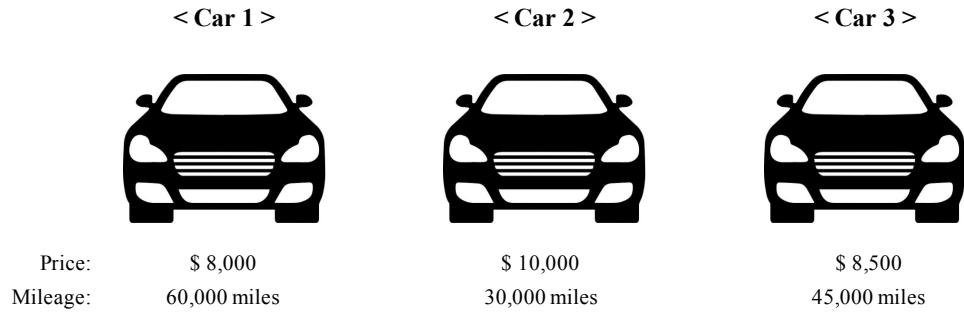 < Car 1 > < Car 2 > < Car 3 >
Price: $ 8,000 $ 10,000 $ 8,500
Mileage: 60,000 miles 30,000 miles 45,000 miles